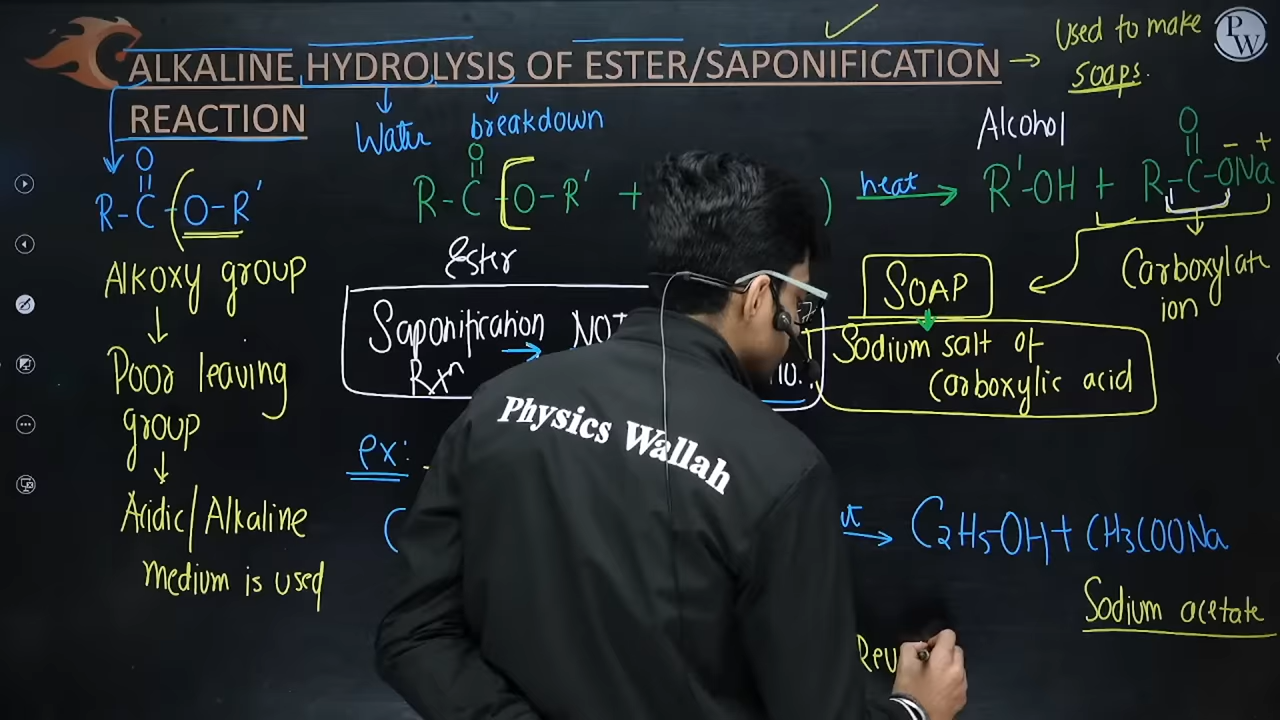 ALKALINE HYDROLYSIS OF ESTER/SAPONIFICATION
REACTION
→ Used to make
soaps.
PW
Water
breakdown
O
R-C-O-R'
Alkoxy group
↓
Poor leaving
group
↓
Acidic/Alkaline
medium is used
O
R-C-O-R' +
)
heat
Alcohol
R'-OH +
O
R-C-ONa
- +
Ester
Carboxylate
ion
SOAP
Sodium salt of
Carboxylic acid
Saponification
Rxn →
ex:
C2H5-OH + CH3COONa
Sodium acetate
Physics Wallah